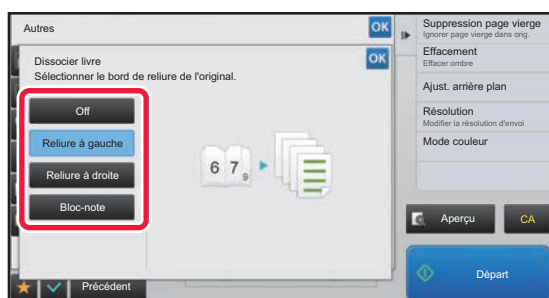 Autres
OK
Dissocier livre
OK
Sélectionner le bord de reliure de l'original.
Off
Reliure à gauche
Reliure à droite
Bloc-note
6 7 9
Précédent
Suppression page vierge
Ignorer page vierge dans orig.
Effacement
Effacer ombre
Ajust. arrière plan
Résolution
Modifier la résolution d'envoi
Mode couleur
Aperçu
CA
Départ